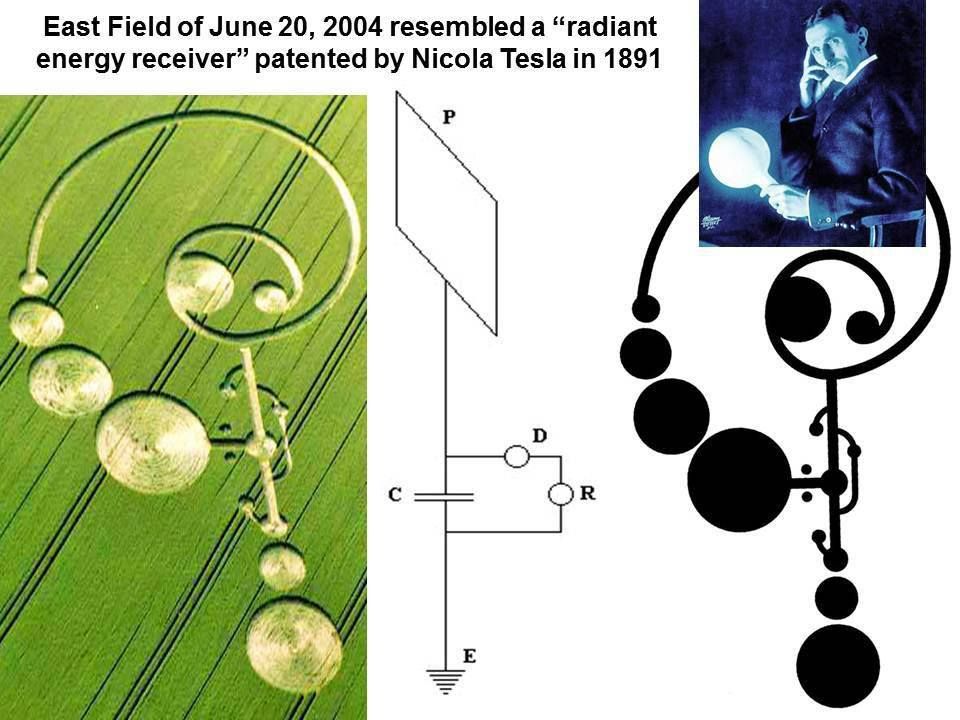 East Field of June 20, 2004 resembled a “radiant
energy receiver” patented by Nicola Tesla in 1891
P
D
C
R
E